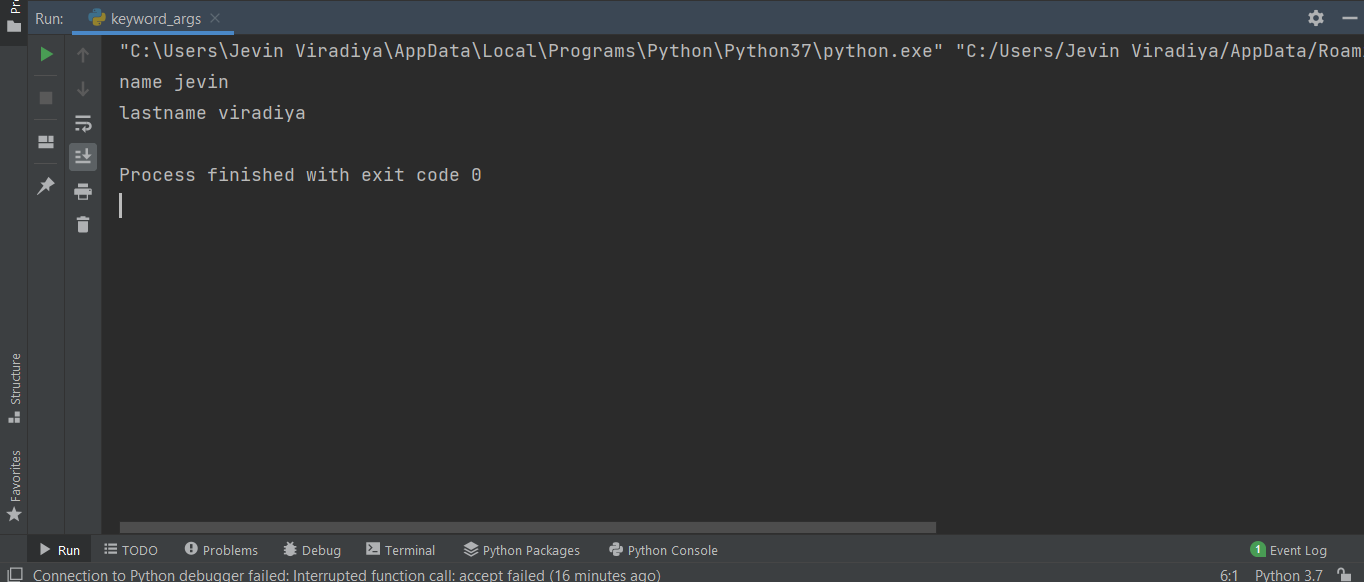 Run: keyword_args
"C:\Users\Jevin Viradiya\AppData\Local\Programs\Python\Python37\python.exe" "C:/Users/Jevin Viradiya/AppData/Roam
name jevin
lastname viradiya
Process finished with exit code 0
Structure
Favorites
Run TODO Problems Debug Terminal Python Packages Python Console 1 Event Log
Connection to Python debugger failed: Interrupted function call: accept failed (16 minutes ago) 6:1 Python 3.7